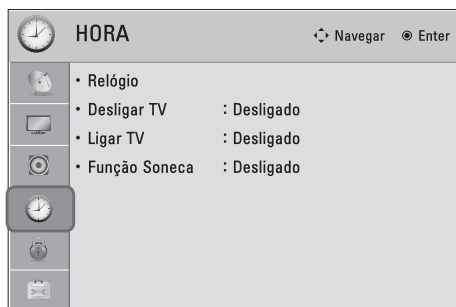 HORA Navegar Enter
• Relógio
• Desligar TV : Desligado
• Ligar TV : Desligado
• Função Soneca : Desligado